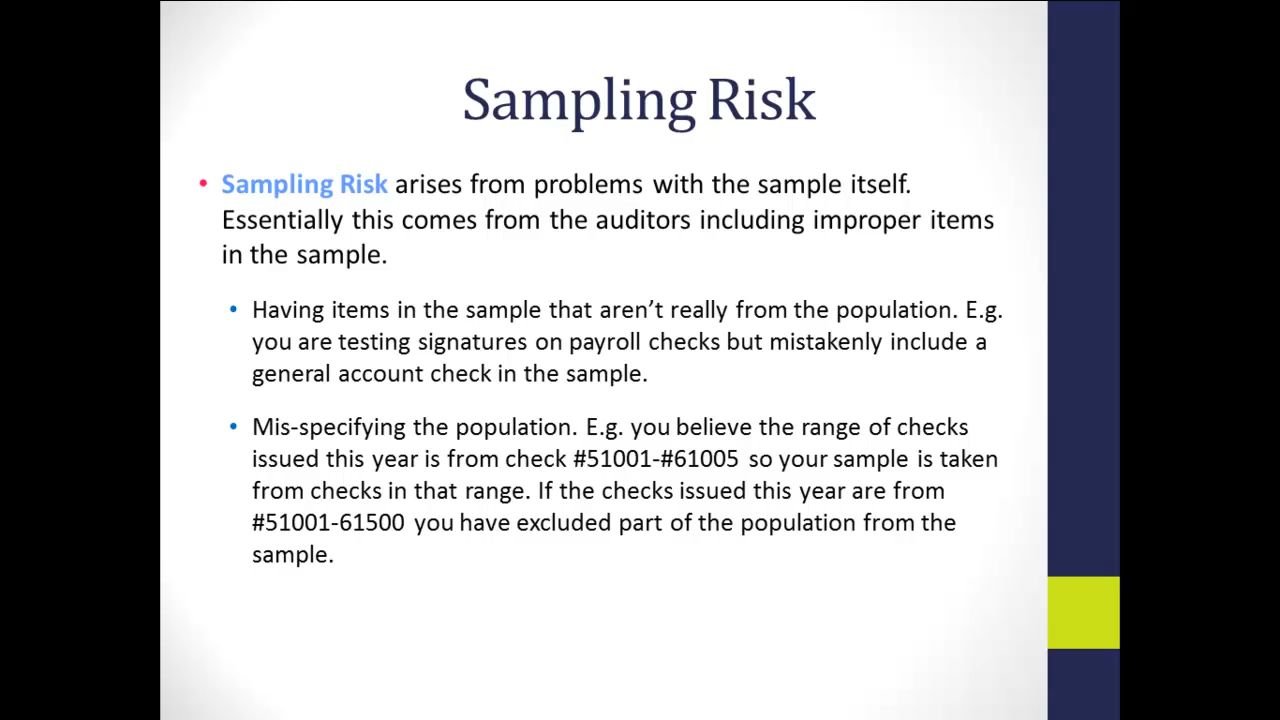 Sampling Risk
• Sampling Risk arises from problems with the sample itself.
Essentially this comes from the auditors including improper items
in the sample.
• Having items in the sample that aren’t really from the population. E.g.
you are testing signatures on payroll checks but mistakenly include a
general account check in the sample.
• Mis-specifying the population. E.g. you believe the range of checks
issued this year is from check #51001-#61005 so your sample is taken
from checks in that range. If the checks issued this year are from
#51001-61500 you have excluded part of the population from the
sample.